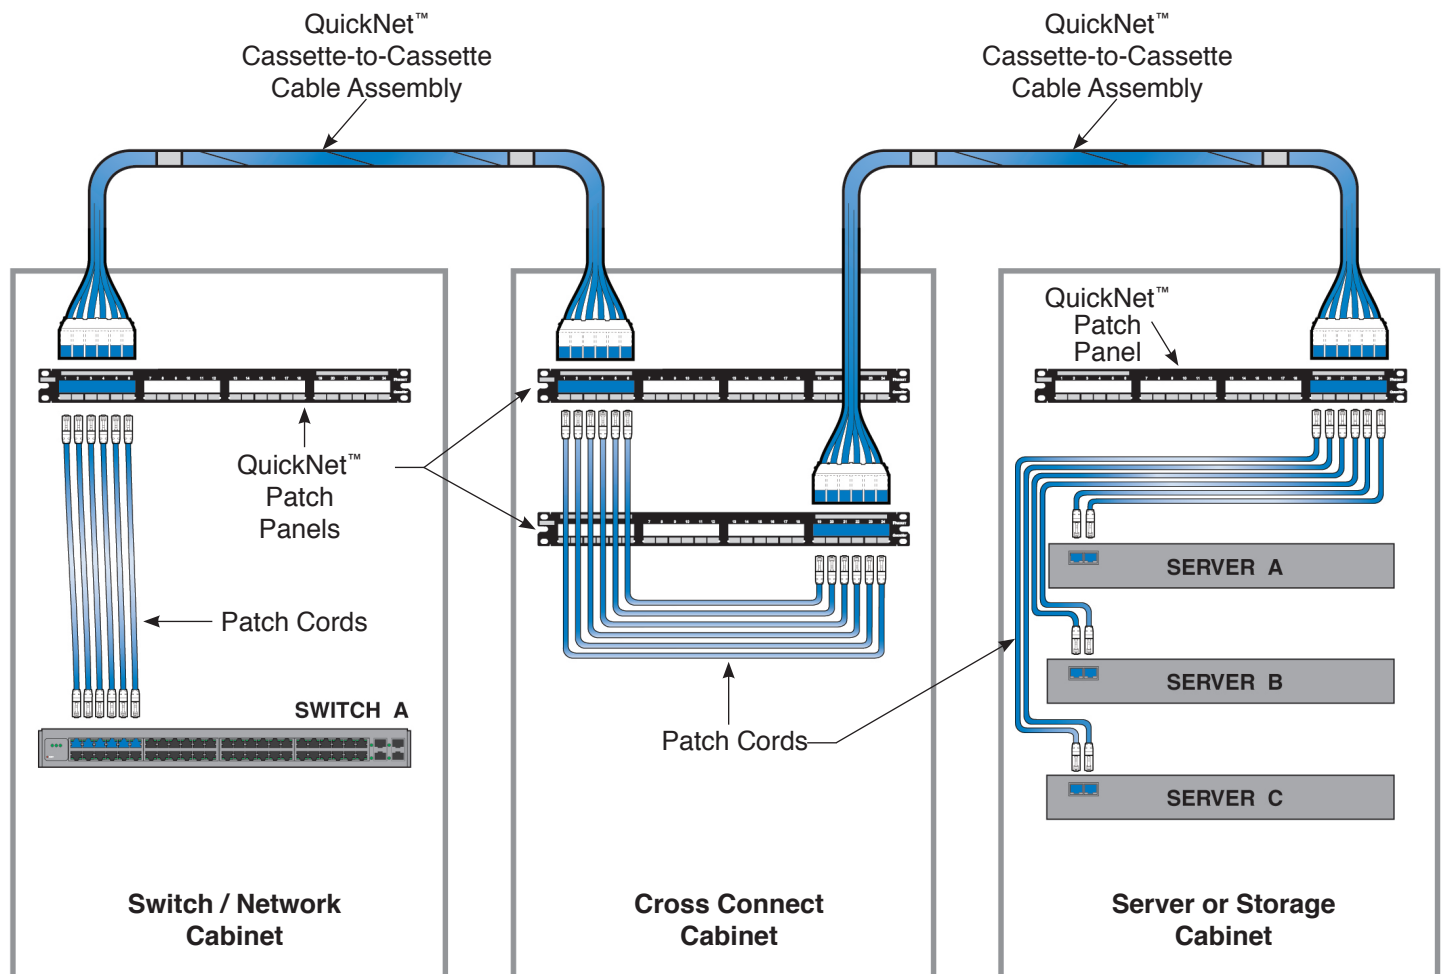 QuickNet™
Cassette-to-Cassette
Cable Assembly
QuickNet™
Cassette-to-Cassette
Cable Assembly
QuickNet™
Patch
Panel
QuickNet™
Patch
Panels
Patch Cords
SWITCH A
Patch Cords
SERVER A
SERVER B
SERVER C
Switch / Network
Cabinet
Cross Connect
Cabinet
Server or Storage
Cabinet